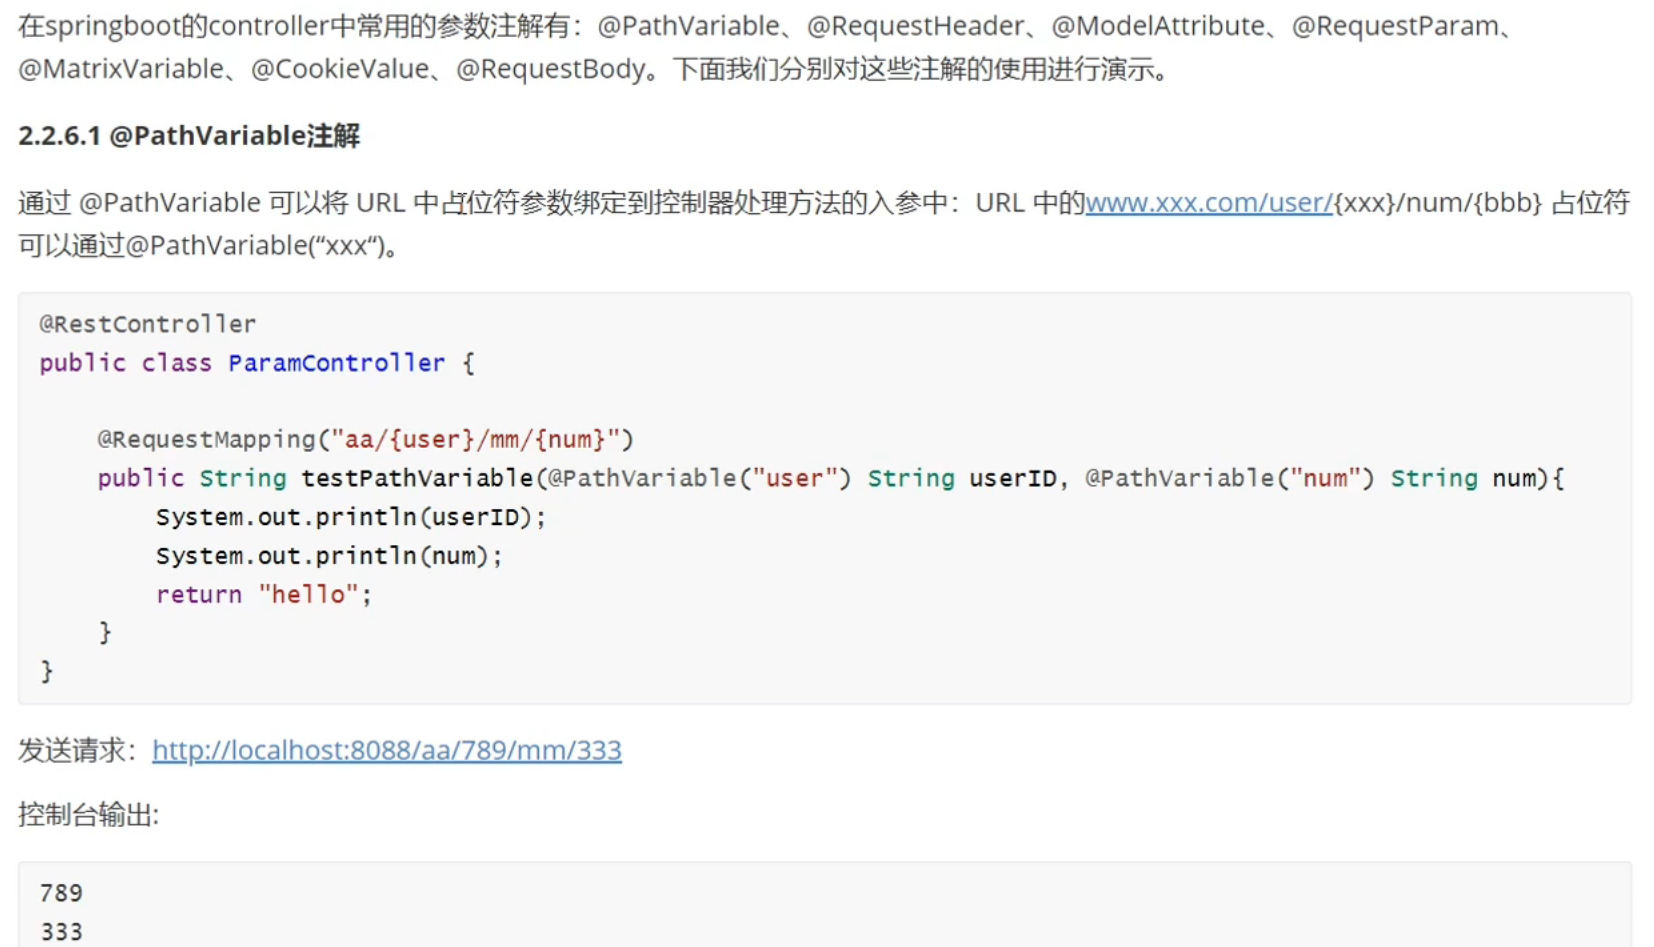 在springboot的controller中常用的参数注解有：@PathVariable、@RequestHeader、@ModelAttribute、@RequestParam、
@MatrixVariable、@CookieValue、@RequestBody。下面我们分别对这些注解的使用进行演示。
2.2.6.1 @PathVariable注解
通过 @PathVariable 可以将 URL 中占位符参数绑定到控制器处理方法的入参中：URL 中的www.xxx.com/user/{xxx}/num/{bbb} 占位符
可以通过@PathVariable(“xxx“)。
@RestController
public class ParamController {
@RequestMapping("aa/{user}/mm/{num}")
public String testPathVariable(@PathVariable("user") String userID, @PathVariable("num") String num){
System.out.println(userID);
System.out.println(num);
return "hello";
}
}
发送请求：http://localhost:8088/aa/789/mm/333
控制台输出:
789
333